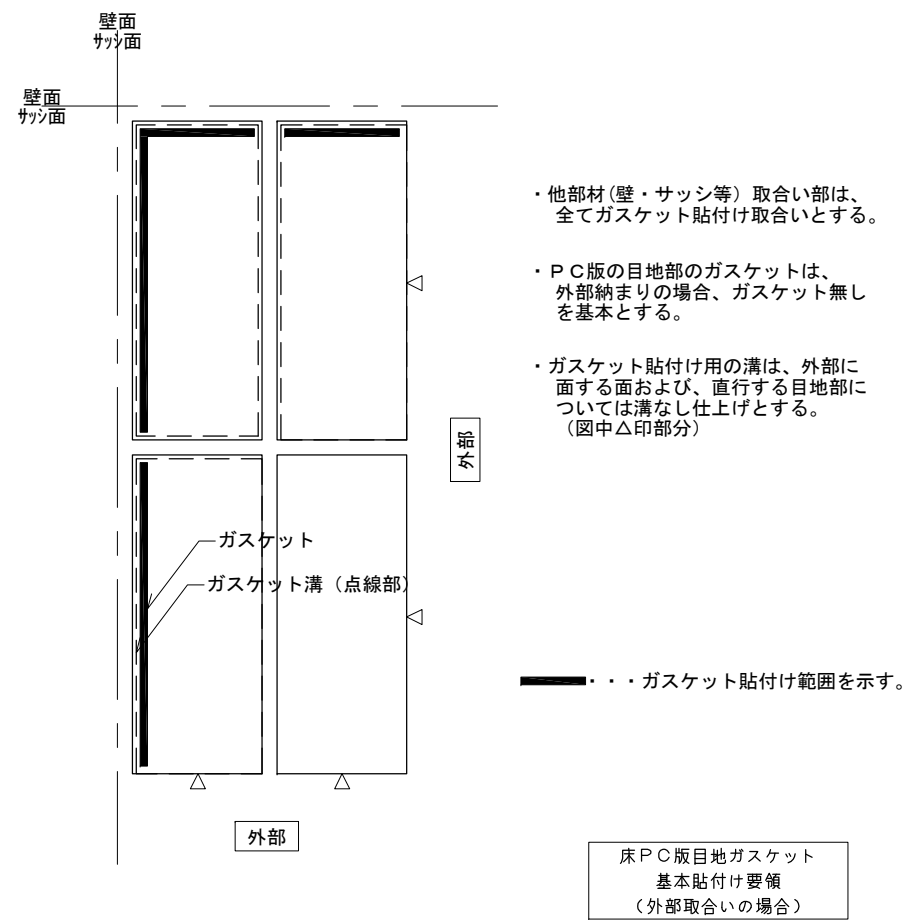 壁面
サッシ面
壁面
サッシ面
・他部材(壁・サッシ等) 取合い部は、
全てガスケット貼付け取合いとする。
・ＰＣ版の目地部のガスケットは、
外部納まりの場合、ガスケット無し
を基本とする。
・ガスケット貼付け用の溝は、外部に
面する面および、直行する目地部に
ついては溝なし仕上げとする。
（図中△印部分）
外部
ガスケット
ガスケット溝（点線部）
・・・ガスケット貼付け範囲を示す。
外部
床ＰＣ版目地ガスケット
基本貼付け要領
（外部取合いの場合）